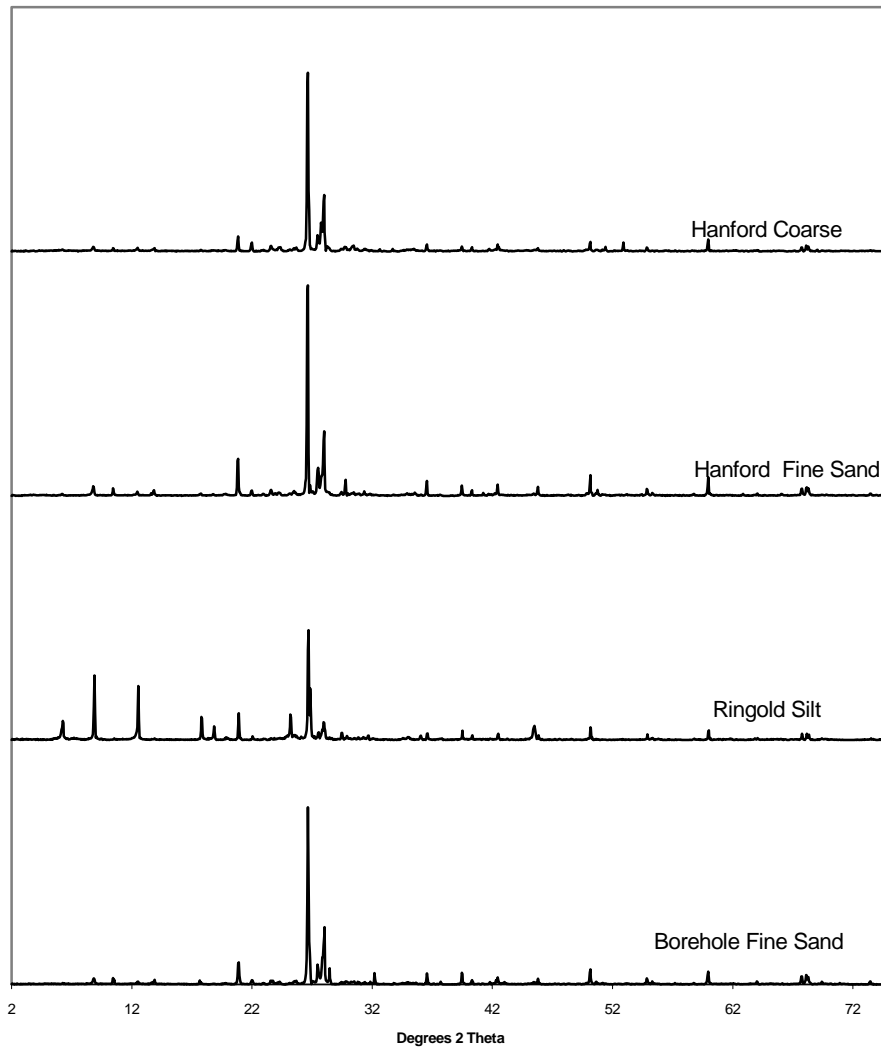 Hanford Coarse
Hanford Fine Sand
Ringold Silt
Borehole Fine Sand
2 12 22 32 42 52 62 72
Degrees 2 Theta